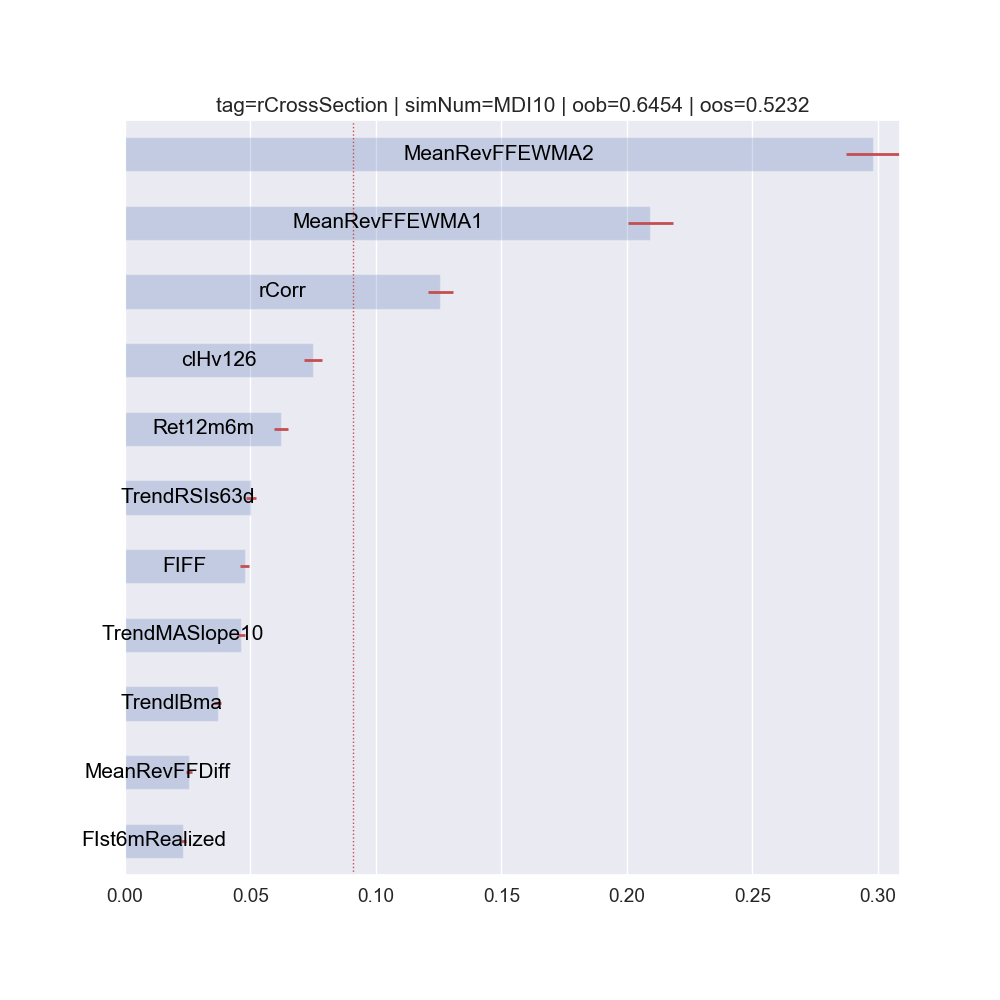 tag=rCrossSection | simNum=MDI10 | oob=0.6454 | oos=0.5232
MeanRevFFEWMA2
MeanRevFFEWMA1
rCorr
clHv126
Ret12m6m
TrendRSIs63d
FIFF
TrendMASlope10
TrendIBma
MeanRevFFDiff
FIst6mRealized
0.00 0.05 0.10 0.15 0.20 0.25 0.30